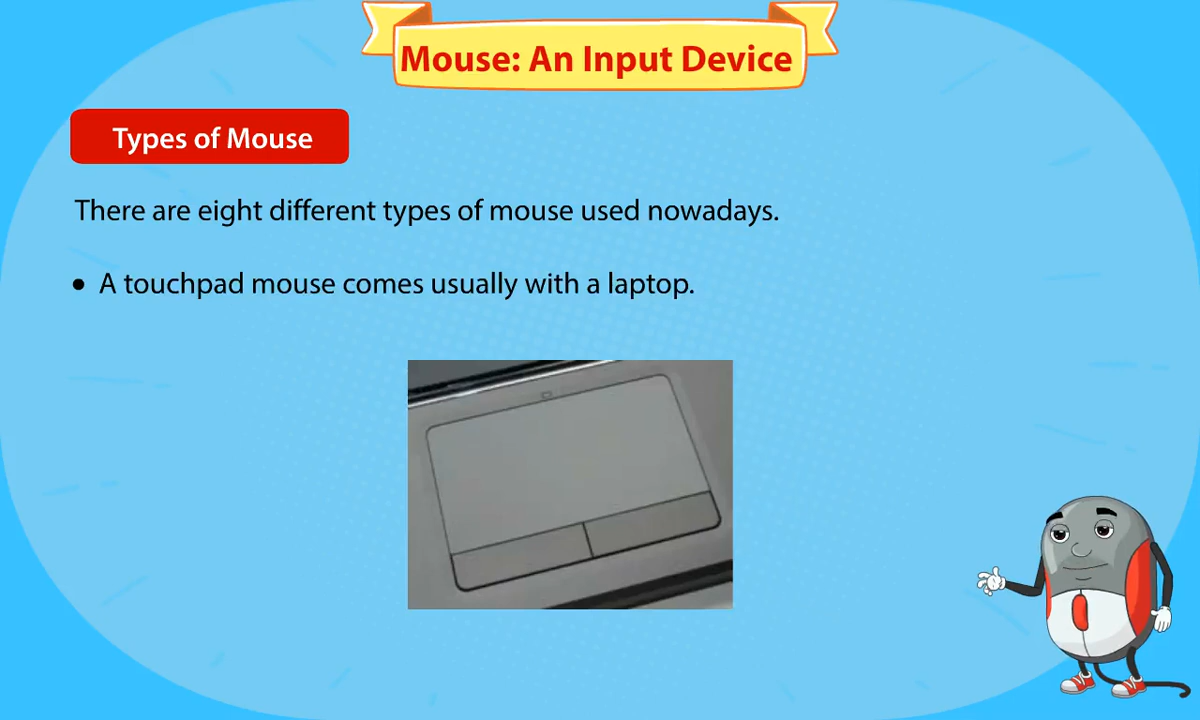 Mouse: An Input Device
Types of Mouse
There are eight different types of mouse used nowadays.
• A touchpad mouse comes usually with a laptop.